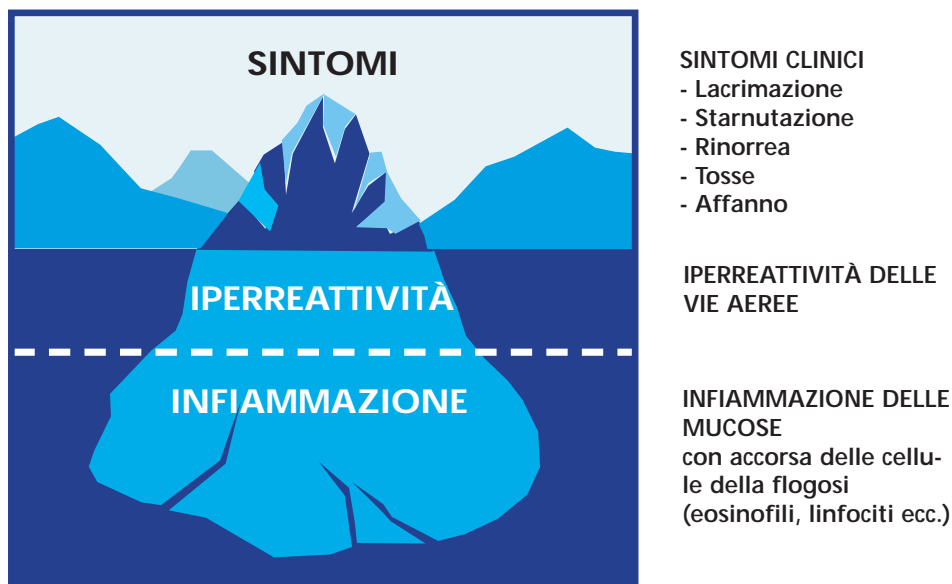 SINTOMI
IPERREATTIVITÀ
INFIAMMAZIONE
SINTOMI CLINICI
- Lacrimazione
- Starnutazione
- Rinorrea
- Tosse
- Affanno
IPERREATTIVITÀ DELLE
VIE AEREE
INFIAMMAZIONE DELLE
MUCOSE
con accorsa delle cellu-
le della flogosi
(eosinofili, linfociti ecc.)